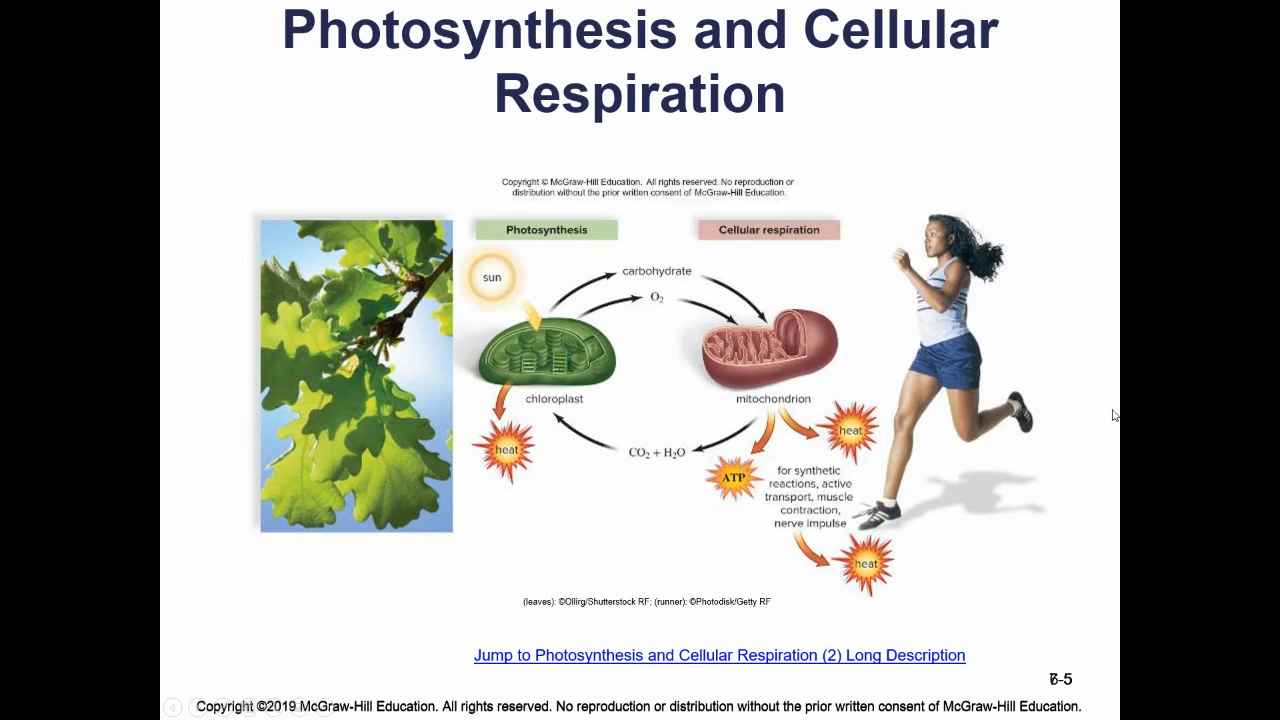 Photosynthesis and Cellular
Respiration
Copyright © McGraw-Hill Education. All rights reserved. No reproduction or
distribution without the prior written consent of McGraw-Hill Education.
Photosynthesis
Cellular respiration
sun
carbohydrate
O₂
chloroplast
mitochondrion
heat
CO₂ + H₂O
ATP
heat
for synthetic
reactions, active
transport, muscle
contraction,
nerve impulse
heat
(leaves): ©Ollirg/Shutterstock RF; (runner): ©Photodisk/Getty RF
Jump to Photosynthesis and Cellular Respiration (2) Long Description
-5
Copyright ©2019 McGraw-Hill Education. All rights reserved. No reproduction or distribution without the prior written consent of McGraw-Hill Education.